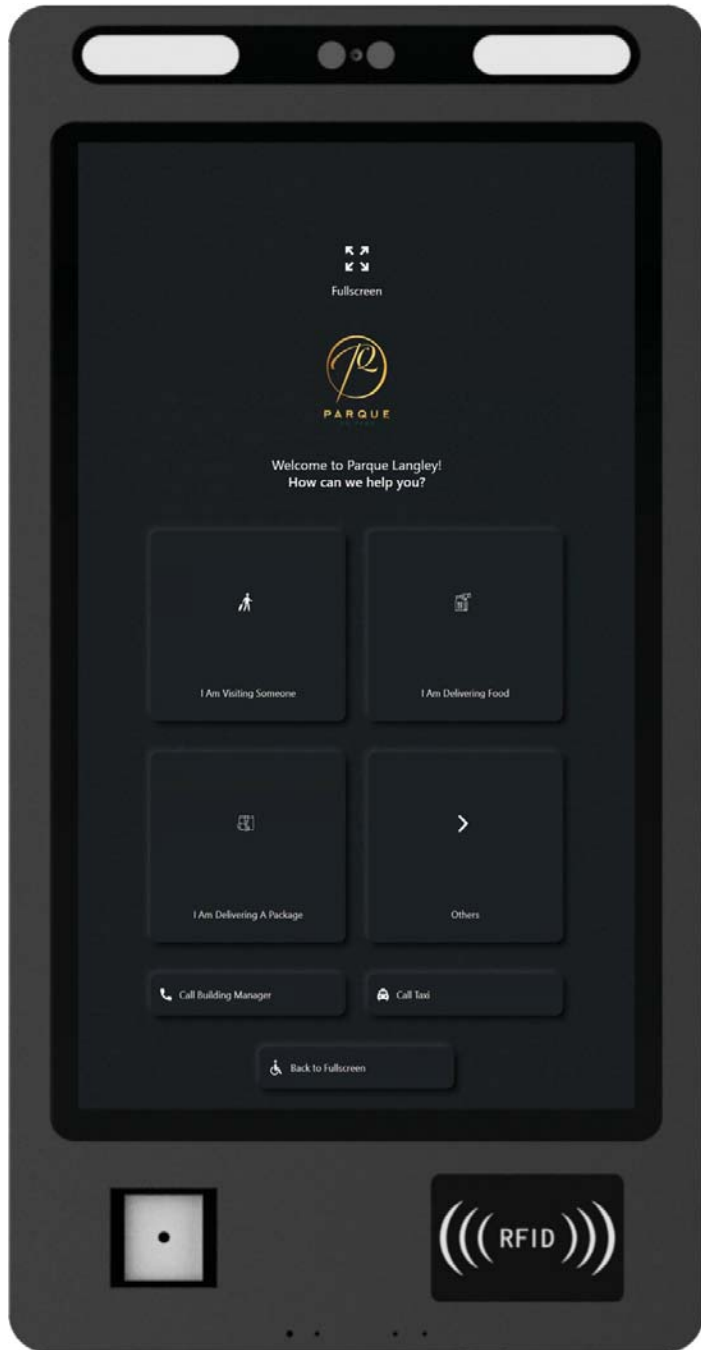 Fullscreen
PARQUE
Welcome to Parque Langley!
How can we help you?
I Am Visiting Someone
I Am Delivering Food
I Am Delivering A Package
Others
Call Building Manager
Call Taxi
Back to Fullscreen
RFID